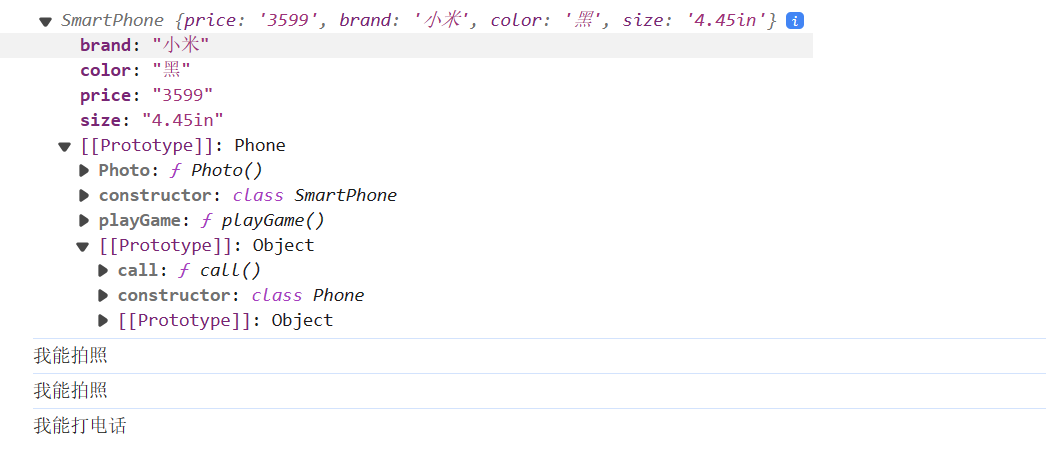 SmartPhone {price: '3599', brand: '小米', color: '黑', size: '4.45in'} i
brand: "小米"
color: "黑"
price: "3599"
size: "4.45in"
[[Prototype]]: Phone
Photo: ƒ Photo()
constructor: class SmartPhone
playGame: ƒ playGame()
[[Prototype]]: Object
call: ƒ call()
constructor: class Phone
[[Prototype]]: Object
我能拍照
我能拍照
我能打电话